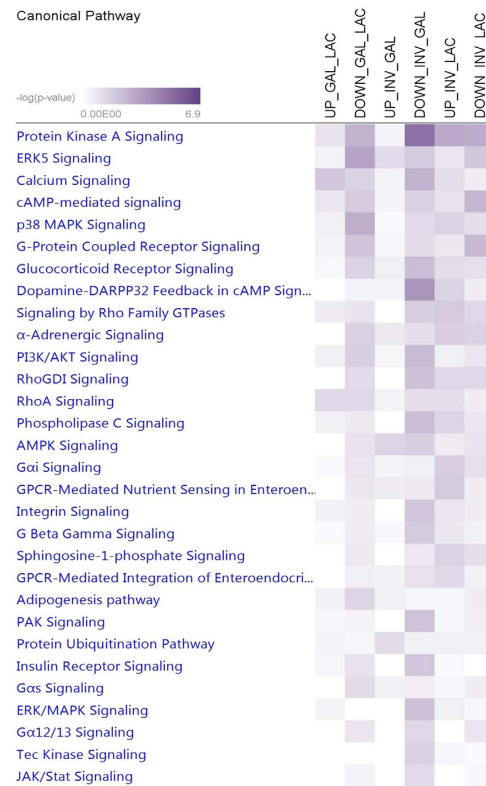 Canonical Pathway
-log(p-value)
0.00E00 6.9
UP_GAL_LAC
DOWN_GAL_LAC
UP_INV_GAL
DOWN_INV_GAL
UP_INV_LAC
DOWN_INV_LAC
Protein Kinase A Signaling
ERK5 Signaling
Calcium Signaling
cAMP-mediated signaling
p38 MAPK Signaling
G-Protein Coupled Receptor Signaling
Glucocorticoid Receptor Signaling
Dopamine-DARPP32 Feedback in cAMP Sign...
Signaling by Rho Family GTPases
α-Adrenergic Signaling
PI3K/AKT Signaling
RhoGDI Signaling
RhoA Signaling
Phospholipase C Signaling
AMPK Signaling
Gαi Signaling
GPCR-Mediated Nutrient Sensing in Enteroen...
Integrin Signaling
G Beta Gamma Signaling
Sphingosine-1-phosphate Signaling
GPCR-Mediated Integration of Enteroendocri...
Adipogenesis pathway
PAK Signaling
Protein Ubiquitination Pathway
Insulin Receptor Signaling
Gαs Signaling
ERK/MAPK Signaling
Gα12/13 Signaling
Tec Kinase Signaling
JAK/Stat Signaling